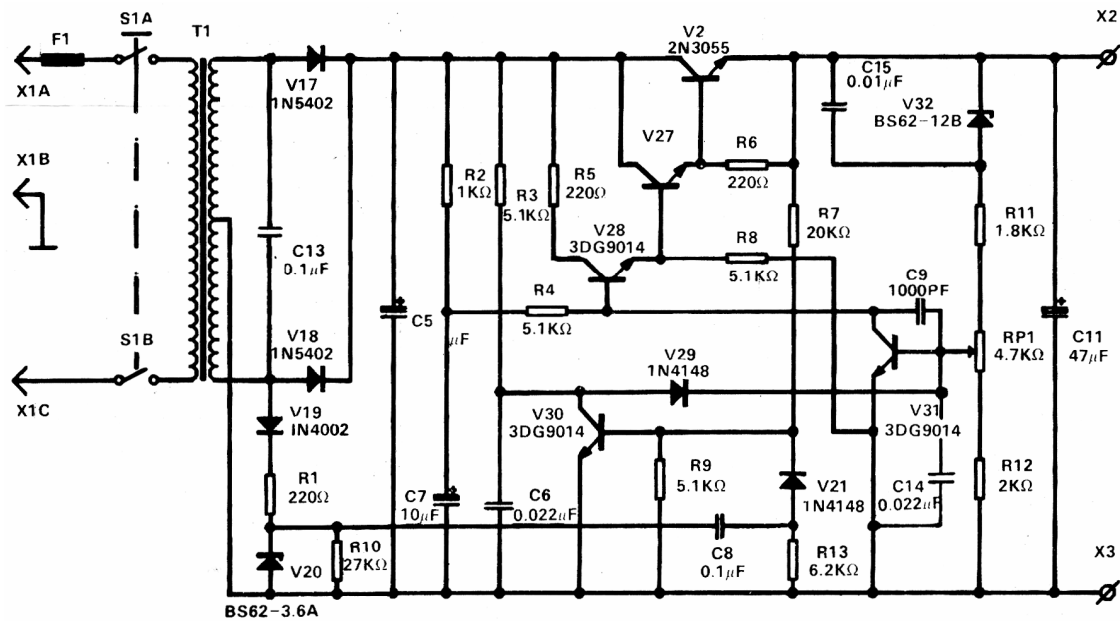 S1A
T1
F1
X1A
V17
1N5402
X1B
C13
0.1μF
V18
1N5402
S1B
X1C
V19
IN4002
R1
220Ω
V20
BS62-3.6A
R10
27KΩ
C5
μF
R2
1KΩ
R3
5.1KΩ
R5
220Ω
V2
2N3055
V27
R6
220Ω
V28
3DG9014
R8
5.1KΩ
R4
5.1KΩ
R7
20KΩ
C15
0.01μF
V32
BS62-12B
X2
R11
1.8KΩ
C9
1000PF
RP1
4.7KΩ
C11
47μF
V29
1N4148
V30
3DG9014
V31
3DG9014
R9
5.1KΩ
V21
1N4148
C14
0.022μF
R12
2KΩ
C7
10μF
C6
0.022μF
C8
0.1μF
R13
6.2KΩ
X3